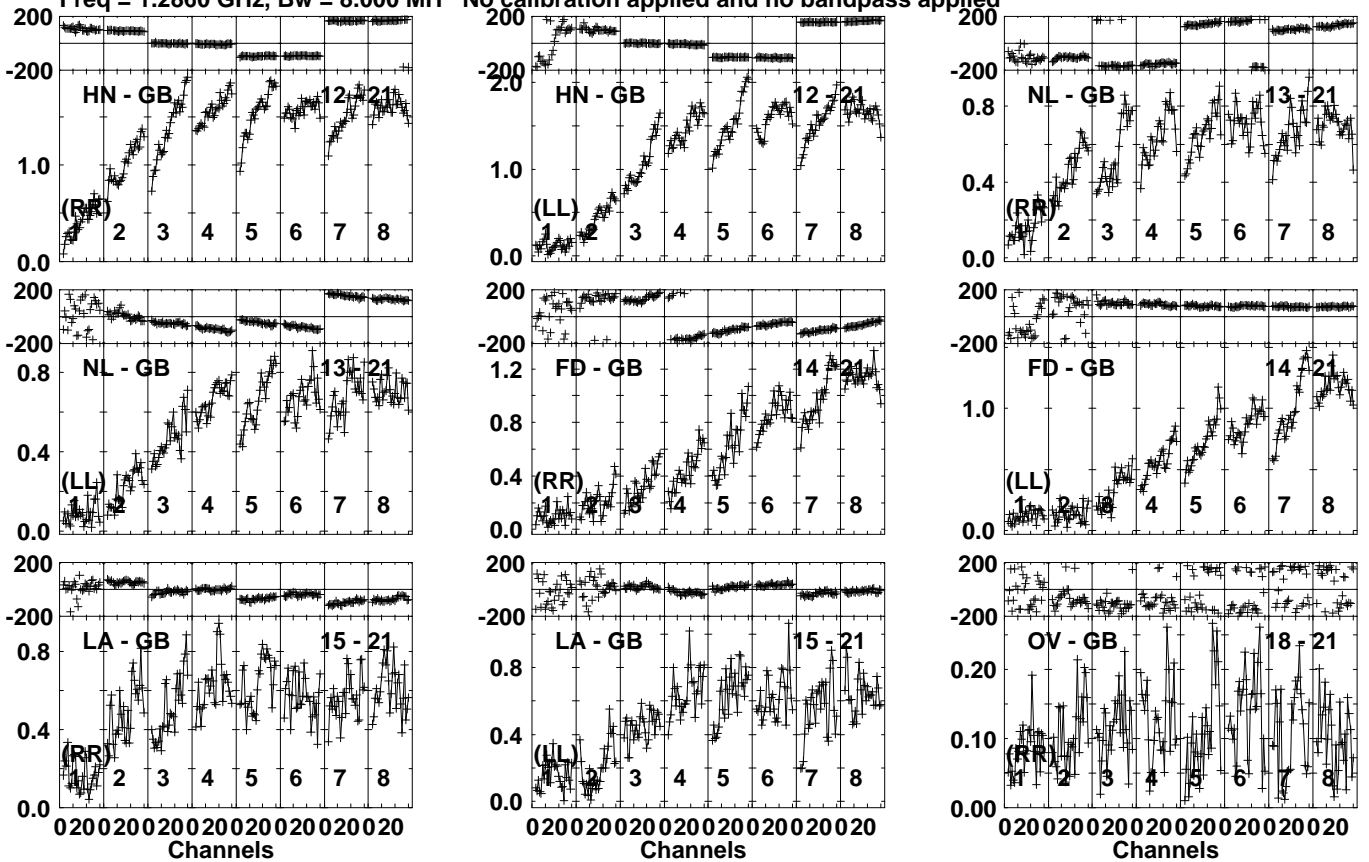 Freq = 1.2860 GHz, Bw = 8.000 MH No calibration applied and no bandpass applied
200 200 200
-200 -200 -200
HN - GB 12 - 21 2.0 HN - GB 12 - 21 NL - GB 13 - 21
0.8
1.0 1.0
0.4
(RR) (LL) (RR)
1 2 3 4 5 6 7 8 1 2 3 4 5 6 7 8 1 2 3 4 5 6 7 8
0.0 0.0 0.0
200 200 200
-200 -200 -200
NL - GB 13 - 21 FD - GB 14 - 21 FD - GB 14 - 21
0.8 1.2
0.8 1.0
0.4 0.4
(LL) (RR) (LL)
1 2 3 4 5 6 7 8 1 2 3 4 5 6 7 8 1 2 3 4 5 6 7 8
0.0 0.0 0.0
200 200 200
-200 -200 -200
LA - GB 15 - 21 LA - GB 15 - 21 OV - GB 18 - 21
0.8 0.8 0.20
0.4 0.4 0.10
(RR) (LL) (RR)
1 2 3 4 5 6 7 8 1 2 3 4 5 6 7 8 1 2 3 4 5 6 7 8
0.0 0.0 0.00
0 20 0 20 0 20 0 20 0 20 0 20 0 20 0 20 0 20 0 20 0 20 0 20 0 20 0 20 0 20 0 20 0 20 0 20 0 20 0 20 0 20 0 20 0 20 0 20
Channels Channels Channels